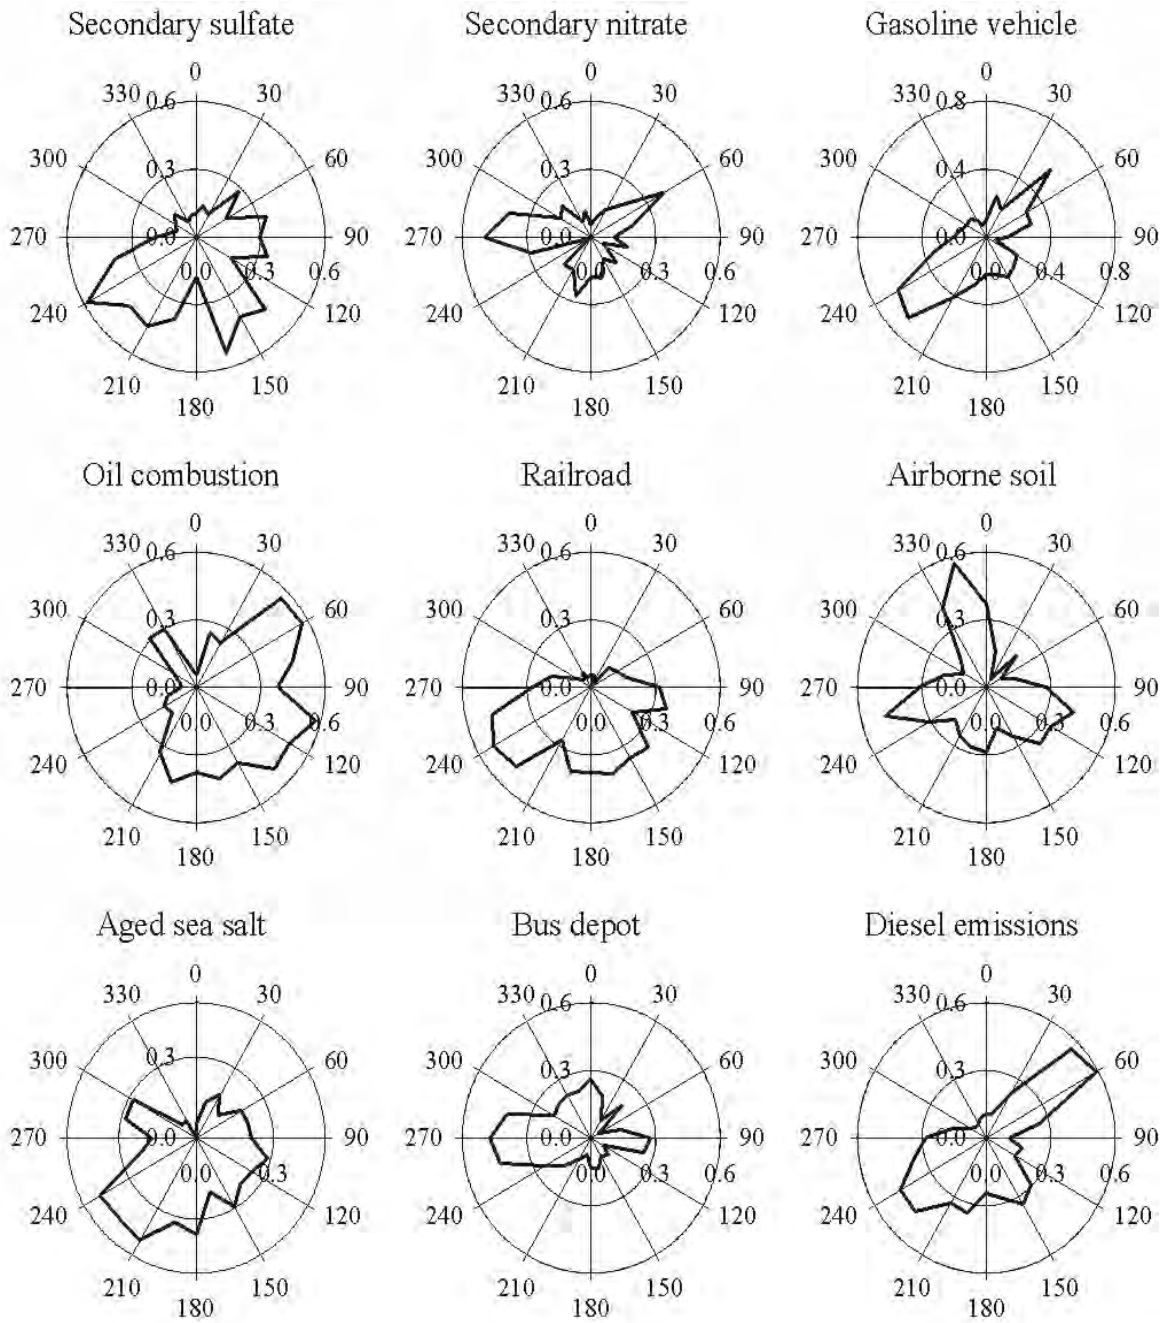 Secondary sulfate Secondary nitrate Gasoline vehicle
0 0 0
330 0.6 30 330 0.6 30 330 0.8 30
300 0.3 60 300 0.3 60 300 0.4 60
270 0.0 90 270 0.0 90 270 0.0 90
0.0 0.3 0.6 0.0 0.3 0.6 0.0 0.4 0.8
240 120 240 120 240 120
210 150 210 150 210 150
180 180 180
Oil combustion Railroad Airborne soil
0 0 0
330 0.6 30 330 0.6 30 330 0.6 30
300 0.3 60 300 0.3 60 300 0.3 60
270 0.0 90 270 0.0 90 270 0.0 90
0.0 0.3 0.6 0.0 0.3 0.6 0.0 0.3 0.6
240 120 240 120 240 120
210 150 210 150 210 150
180 180 180
Aged sea salt Bus depot Diesel emissions
0 0 0
330 30 330 0.6 30 330 0.6 30
300 0.3 60 300 0.3 60 300 0.3 60
270 0.0 90 270 0.0 90 270 0.0 90
0.0 0.3 0.0 0.3 0.6 0.0 0.3 0.6
240 120 240 120 240 120
210 150 210 150 210 150
180 180 180